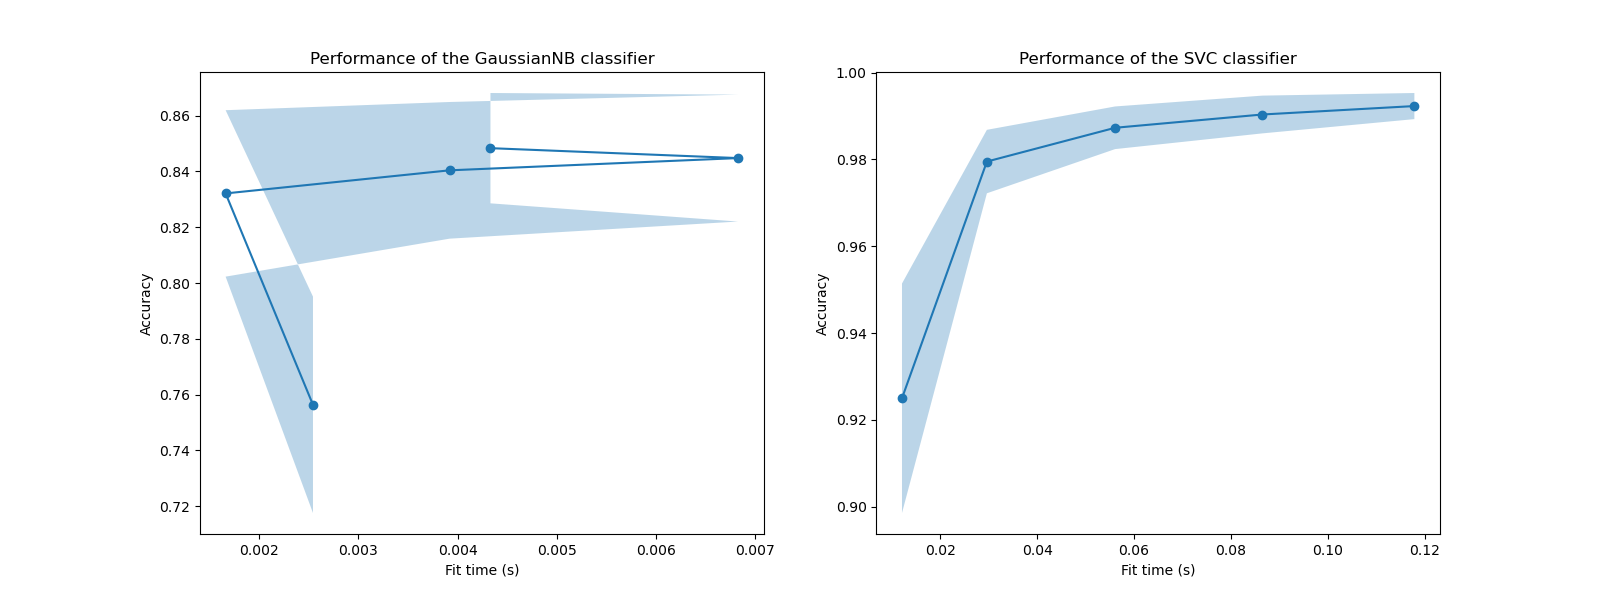 Performance of the GaussianNB classifier
Accuracy
0.86
0.84
0.82
0.80
0.78
0.76
0.74
0.72
0.002 0.003 0.004 0.005 0.006 0.007
Fit time (s)
Performance of the SVC classifier
Accuracy
1.00
0.98
0.96
0.94
0.92
0.90
0.02 0.04 0.06 0.08 0.10 0.12
Fit time (s)